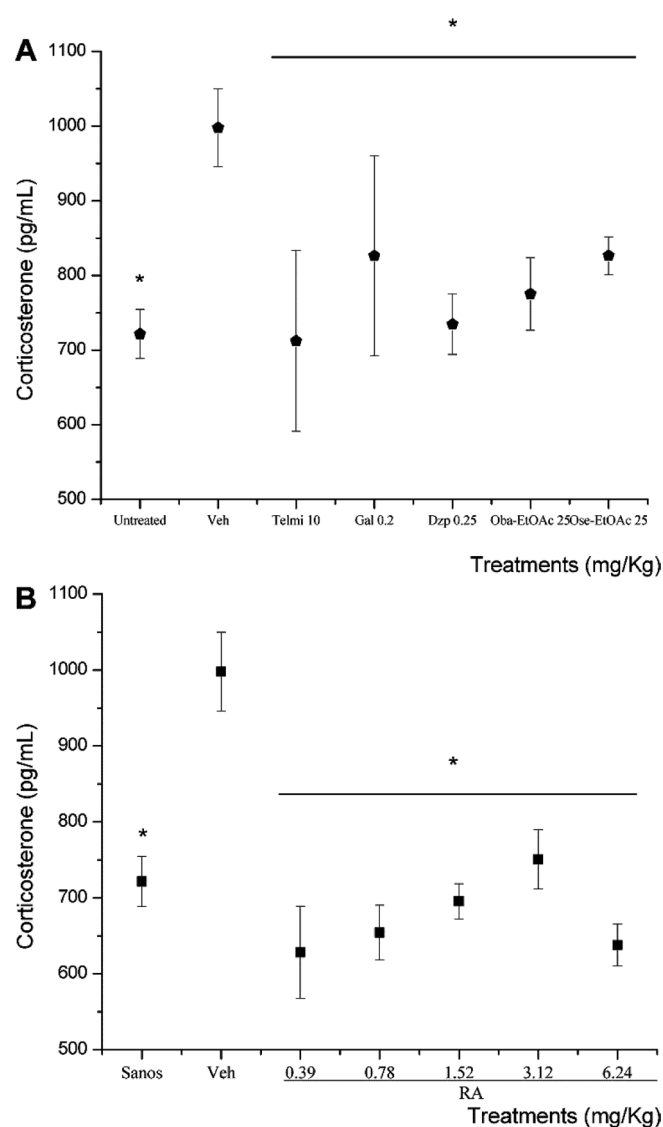 A
*
1100
1000
900
800
700
600
500
Corticosterone (pg/mL)
*
Untreated Veh Telmi 10 Gal 0.2 Dzp 0.25 Oba-EtOAc 25 Ose-EtOAc 25
Treatments (mg/Kg)
B
1100
1000
900
800
700
600
500
Corticosterone (pg/mL)
*
*
Sanos Veh 0.39 0.78 1.52 3.12 6.24
RA
Treatments (mg/Kg)